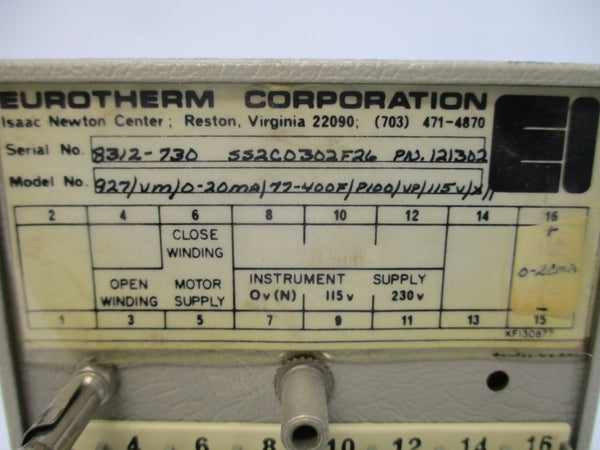 EUROTHERM CORPORATION
Isaac Newton Center; Reston, Virginia 22090; (703) 471-4870
Serial No. 8312-730 SS2C0302F26 PN. 121302
Model No. 927/VM/0-20MA/77-400F/P100/VP/115V/X//
2 4 6 8 10 12 14 16
CLOSE WINDING
+
0-20mA
-
OPEN WINDING
MOTOR SUPPLY
INSTRUMENT SUPPLY
0v(N) 115v 230v
1 3 5 7 9 11 13 15
KF130877
4 6 8 10 12 14 16